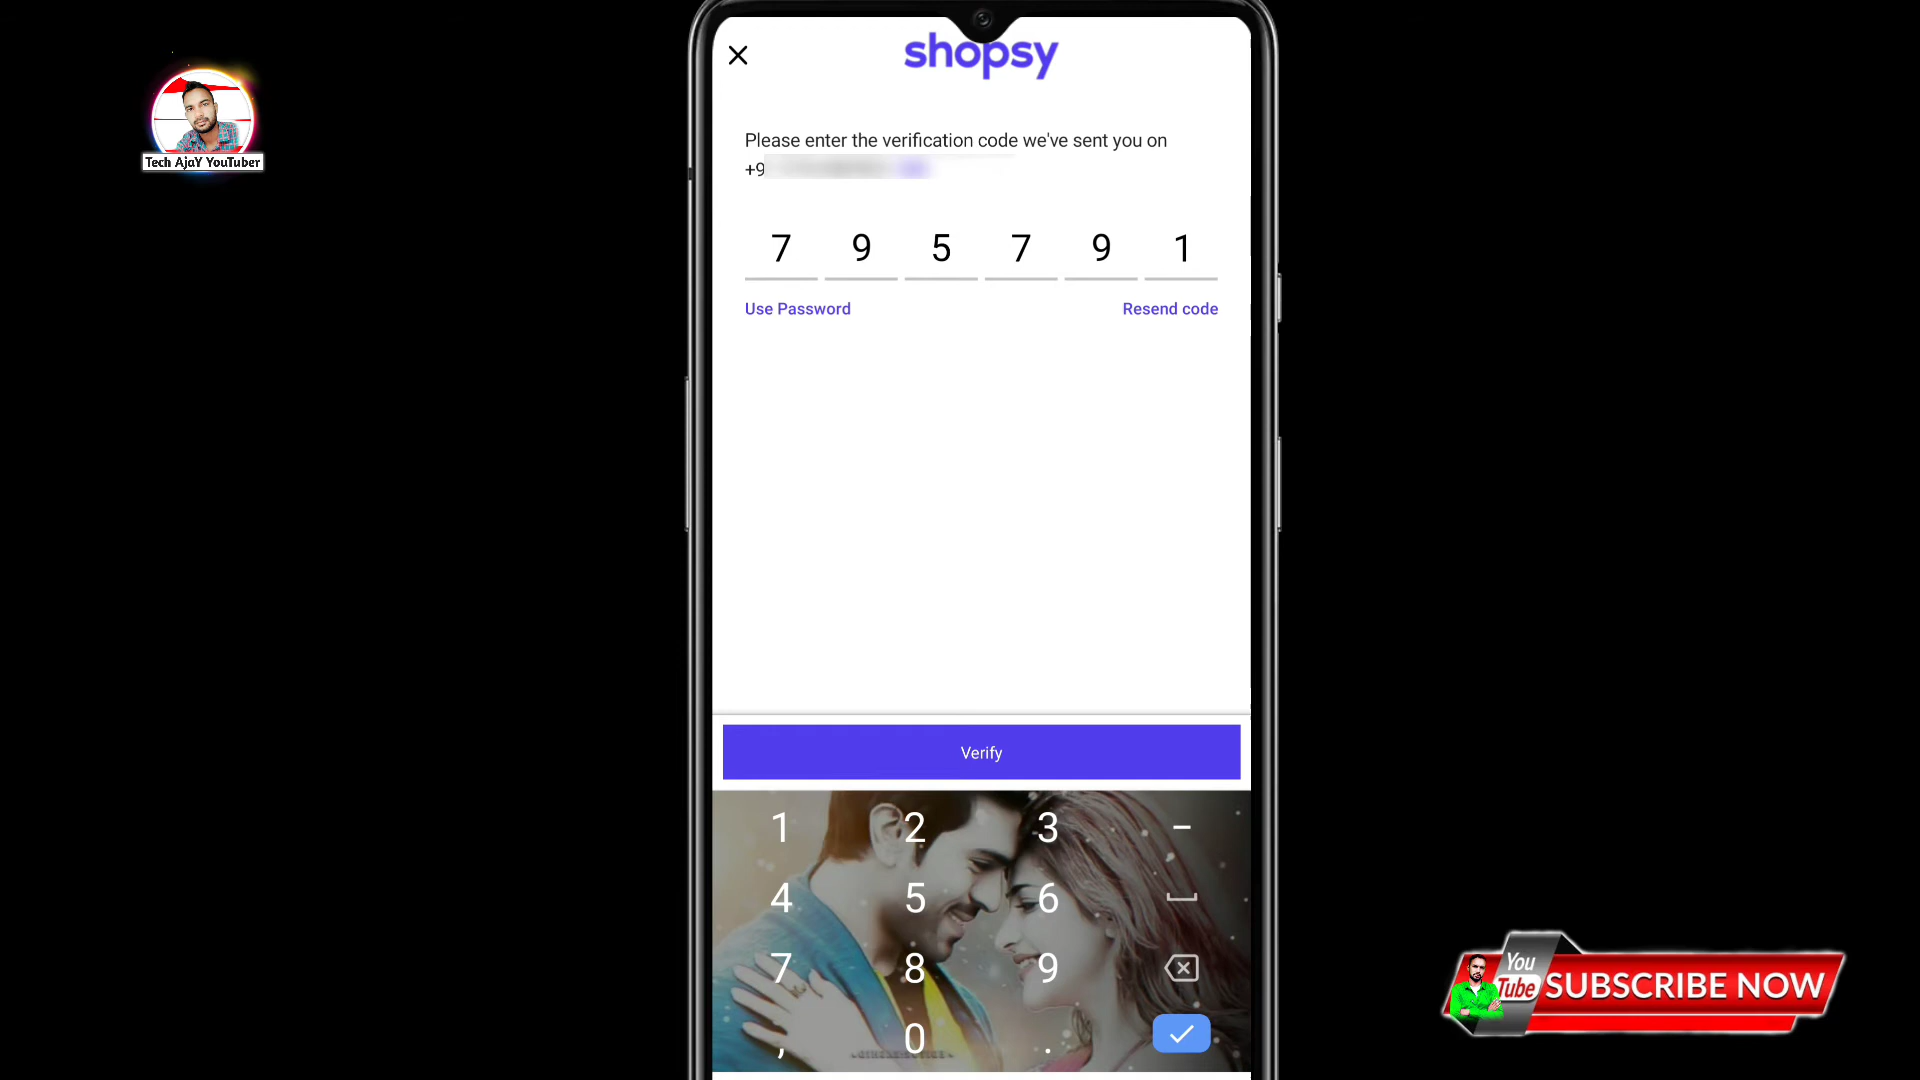 shopsy
Tech AjaY YouTuber
Please enter the verification code we've sent you on
+9
7 9 5 7 9 1
Use Password
Resend code
Verify
1 2 3 -
4 5 6
7 8 9
, 0 .
You
Tube
SUBSCRIBE NOW